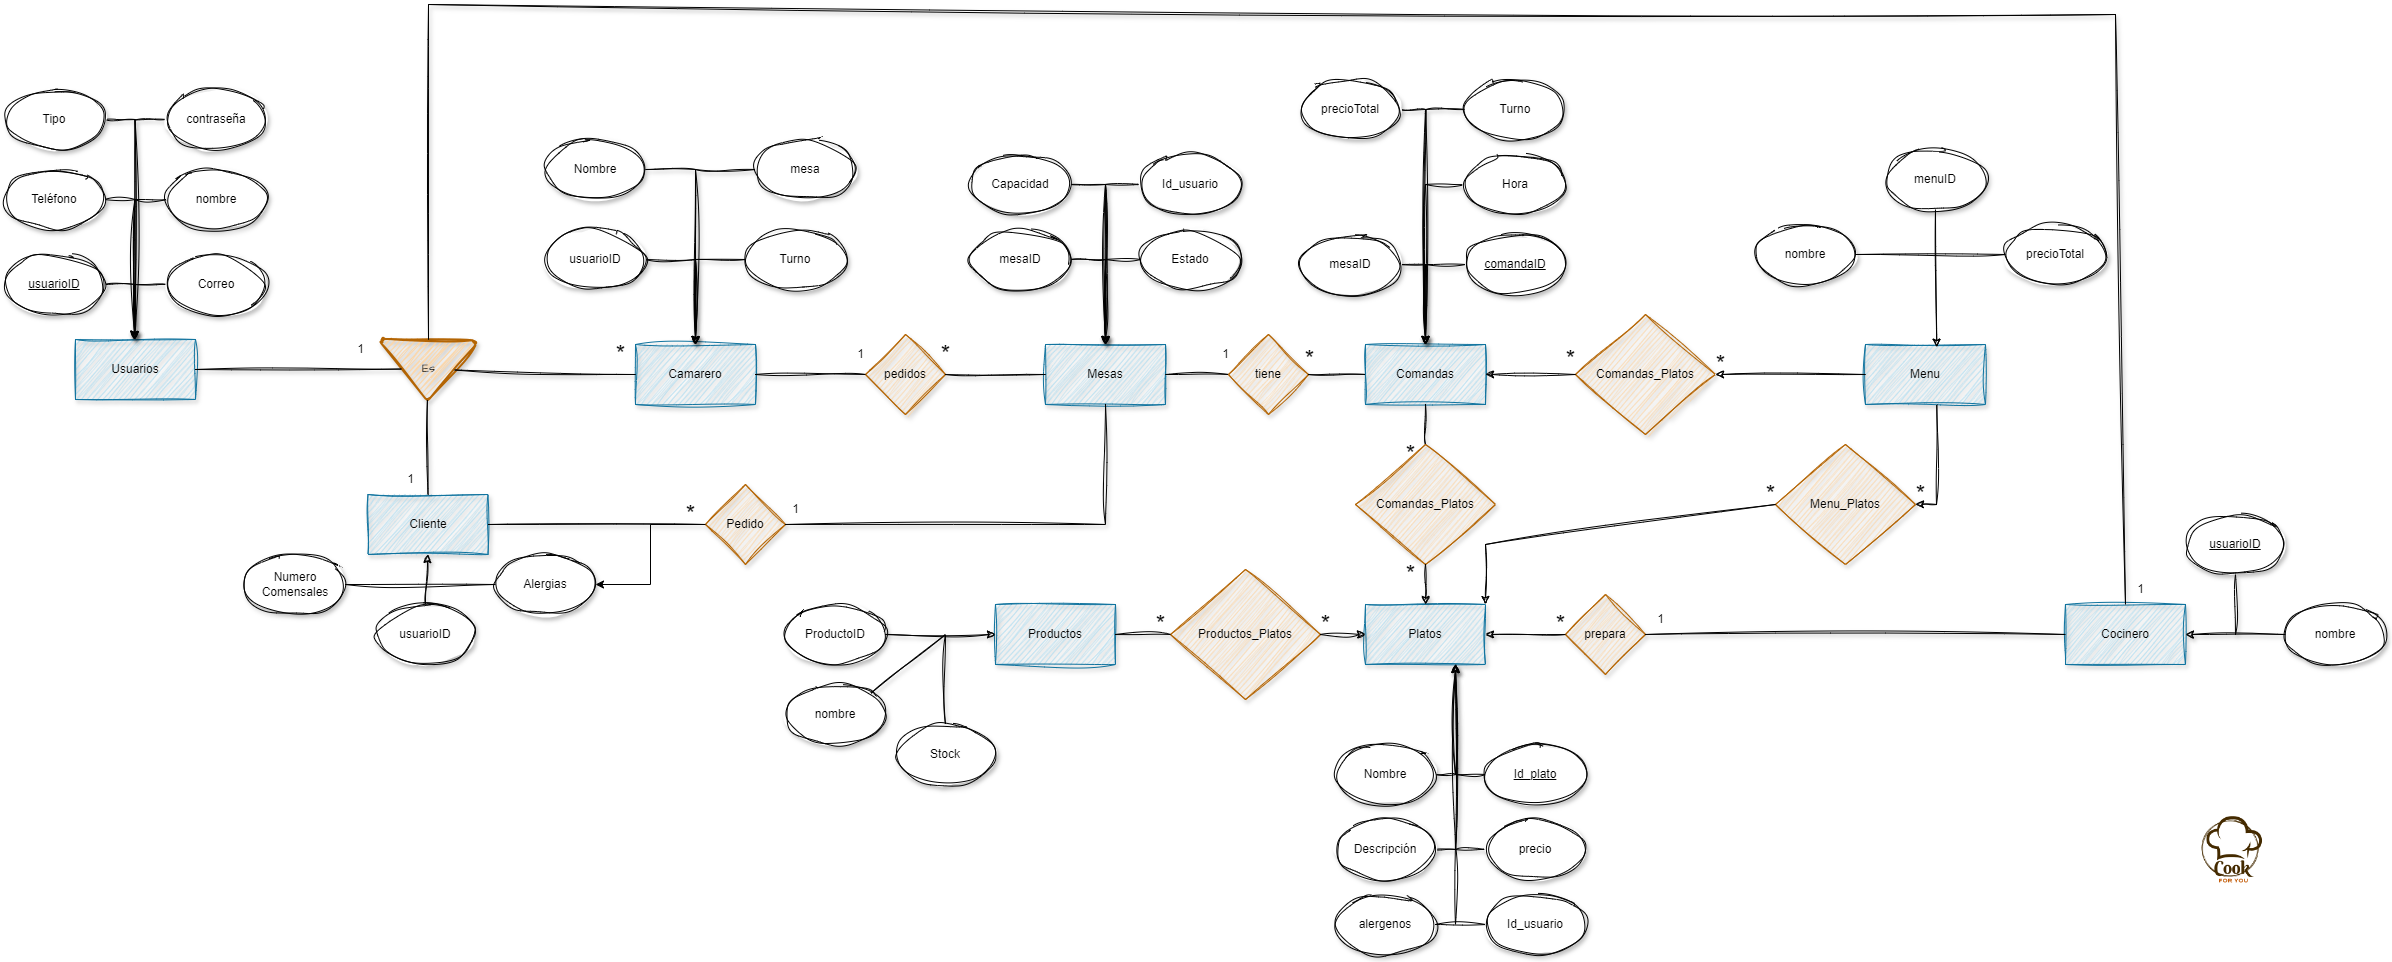 precioTotal
Turno
Tipo
contraseña
Nombre
mesa
Capacidad
Id_usuario
Hora
menuID
Teléfono
nombre
usuarioID
Turno
mesaID
Estado
mesaID
comandaID
nombre
precioTotal
usuarioID
Correo
1
*
1
*
1
*
*
*
Usuarios
Es
Camarero
pedidos
Mesas
tiene
Comandas
Comandas_Platos
Menu
1
*
1
*
*
*
Cliente
Pedido
Comandas_Platos
Menu_Platos
usuarioID
*
1
Numero
Comensales
Alergias
usuarioID
*
*
*
1
ProductoID
Productos
Productos_Platos
Platos
prepara
Cocinero
nombre
nombre
Stock
Nombre
Id_plato
Descripción
precio
alergenos
Id_usuario
Cook
FOR YOU